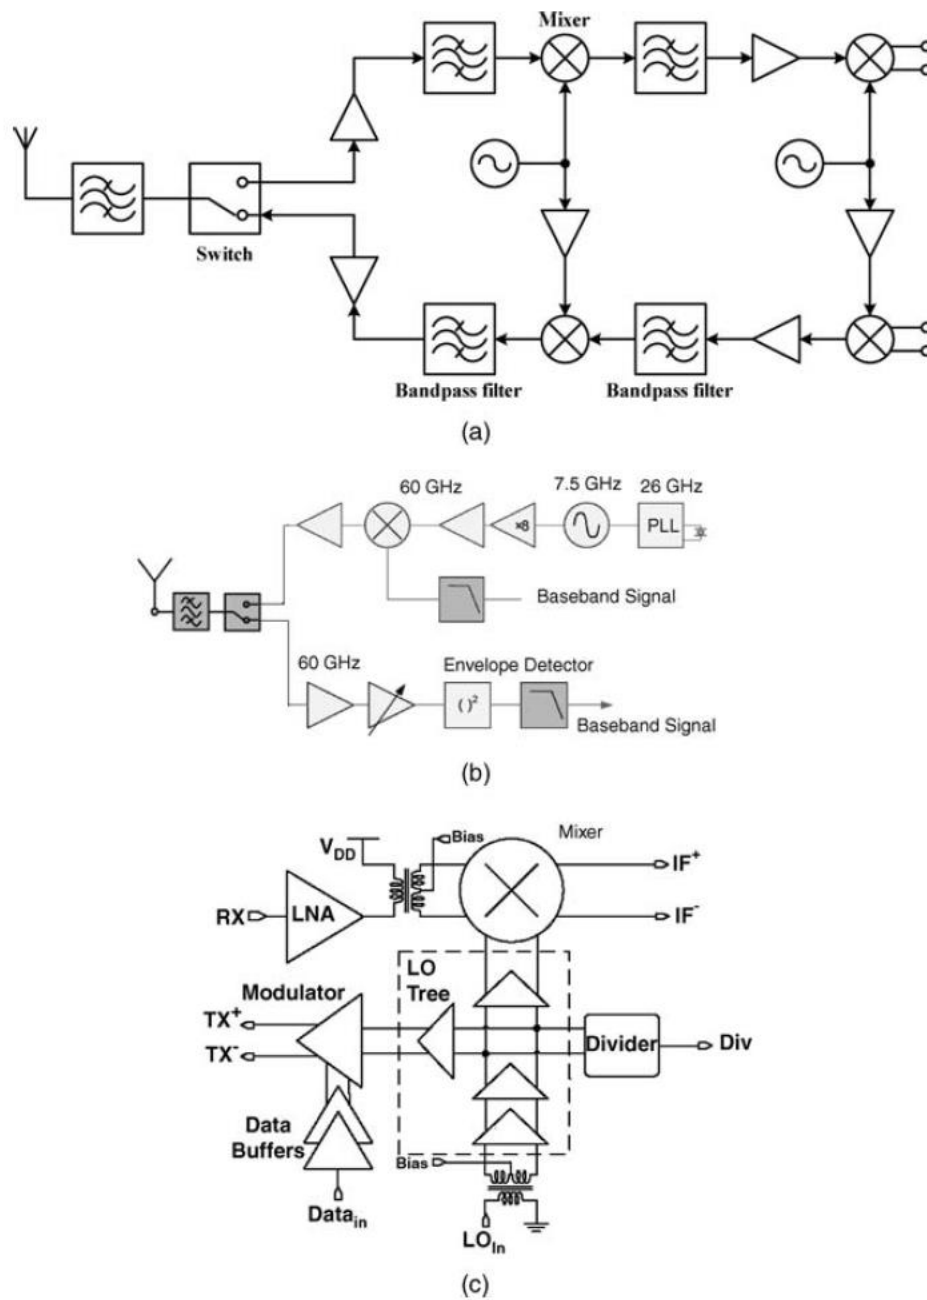 Mixer
Switch
Bandpass filter
Bandpass filter
(a)
60 GHz
7.5 GHz
26 GHz
×8
PLL
Baseband Signal
60 GHz
Envelope Detector
( )²
Baseband Signal
(b)
Mixer
Bias
V_DD
IF⁺
RX
LNA
IF⁻
LO
Tree
Modulator
TX⁺
TX⁻
Divider
Div
Data
Buffers
Bias
Data_in
LO_In
(c)